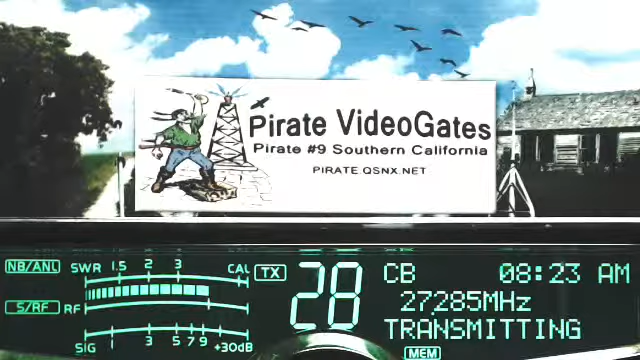 Pirate VideoGates
Pirate #9 Southern California
PIRATE.QSNX.NET
NB/ANL SWR 1.5 2 3 CAL TX 28 CB 08:23 AM
S/RF RF 27285MHz
SIG 3 5 7 9 +30dB TRANSMITTING
MEM